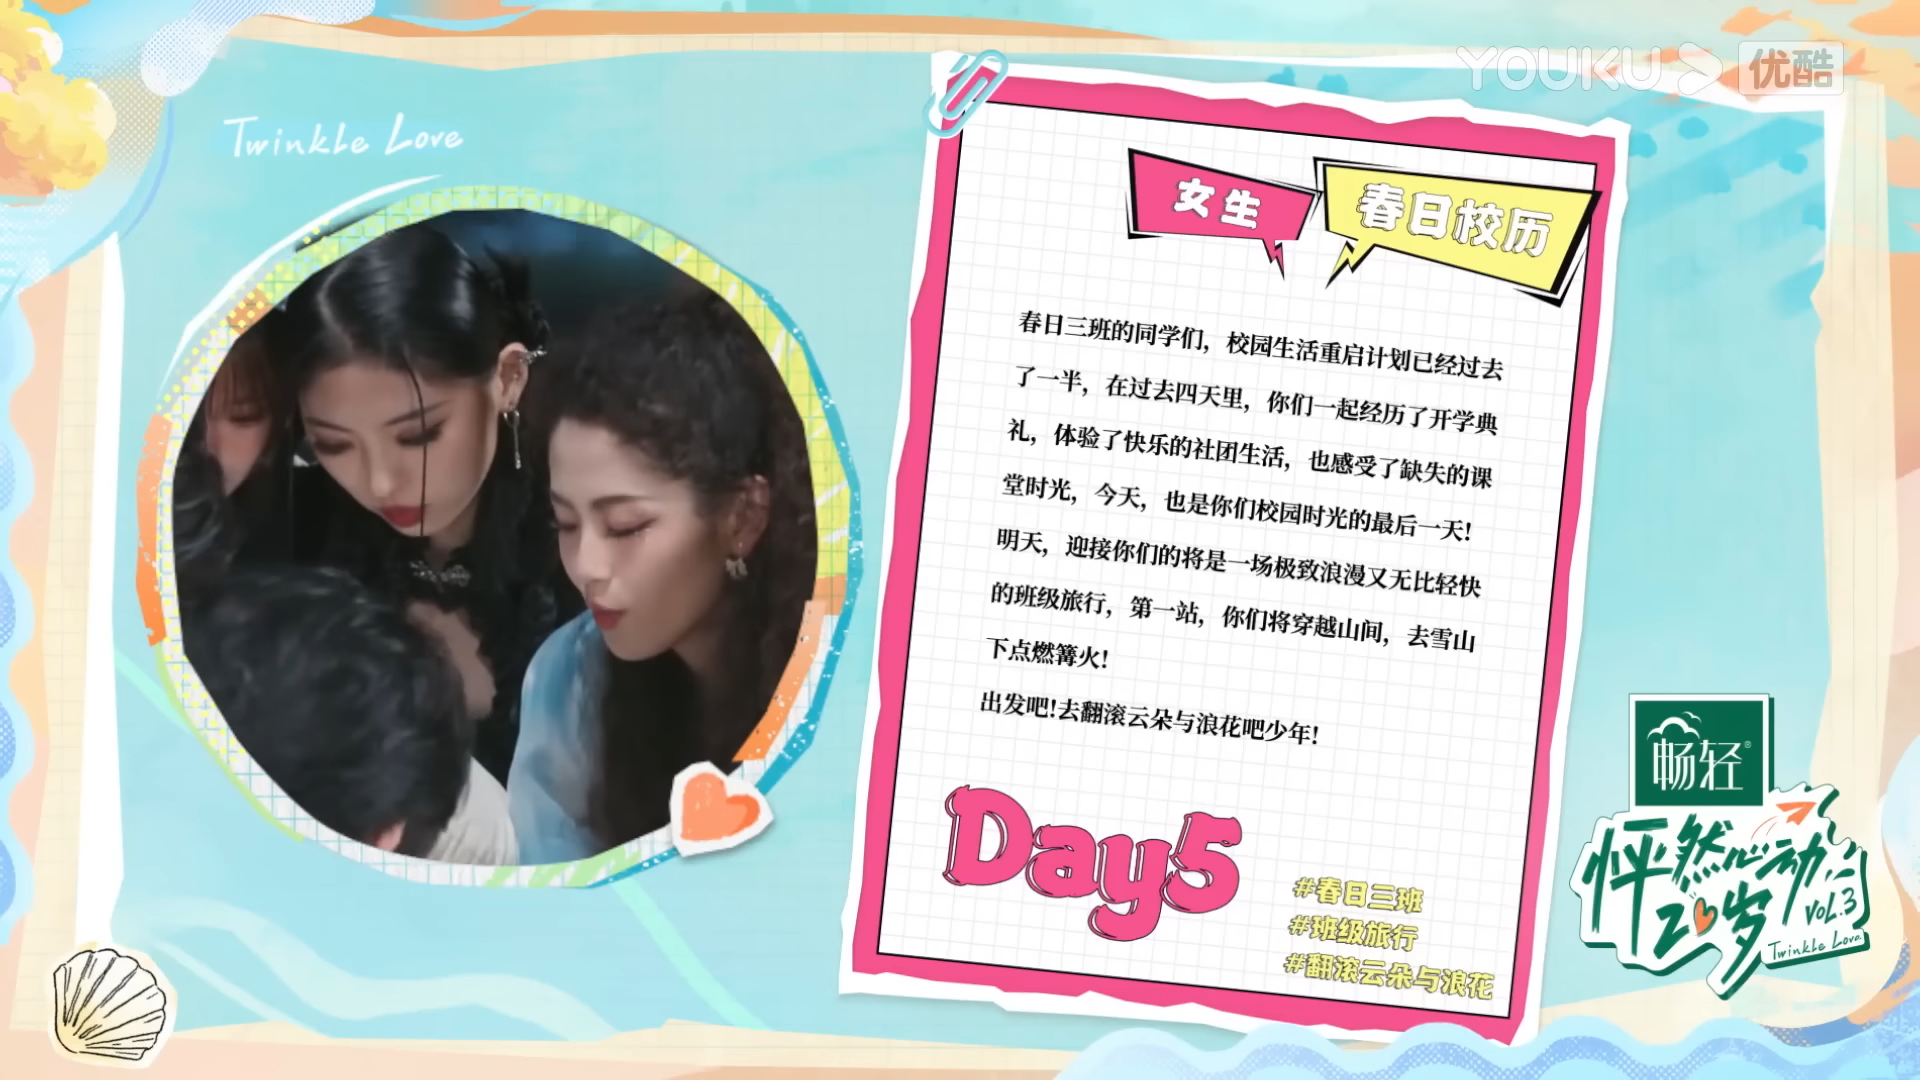 YOUKU 优酷
Twinkle Love
女生
春日校历
春日三班的同学们，校园生活重启计划已经过去
了一半，在过去四天里，你们一起经历了开学典
礼，体验了快乐的社团生活，也感受了缺失的课
堂时光，今天，也是你们校园时光的最后一天！
明天，迎接你们的将是一场极致浪漫又无比轻快
的班级旅行，第一站，你们将穿越山间，去雪山
下点燃篝火！
出发吧！去翻滚云朵与浪花吧少年！
Day5
#春日三班
#班级旅行
#翻滚云朵与浪花
畅轻®
怦然心动
20岁 VOL.3
Twinkle Love